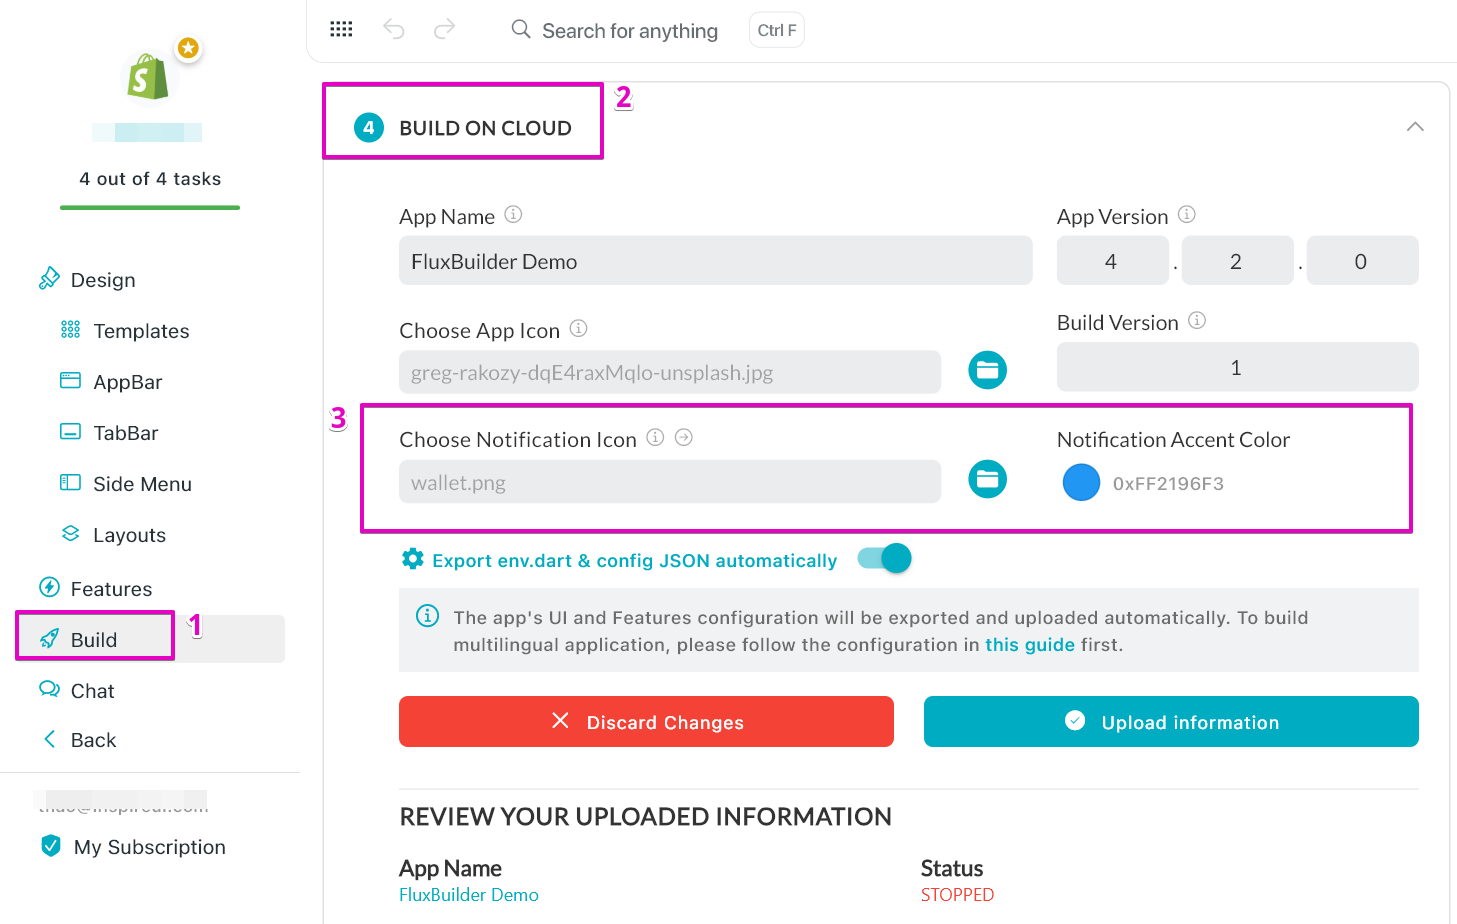 Search for anything
Ctrl F
4 out of 4 tasks
Design
Templates
AppBar
TabBar
Side Menu
Layouts
Features
Build
1
Chat
Back
My Subscription
2
4 BUILD ON CLOUD
App Name
FluxBuilder Demo
App Version
4 . 2 . 0
Choose App Icon
greg-rakozy-dqE4raxMqlo-unsplash.jpg
Build Version
1
3
Choose Notification Icon
wallet.png
Notification Accent Color
0xFF2196F3
Export env.dart & config JSON automatically
The app's UI and Features configuration will be exported and uploaded automatically. To build
multilingual application, please follow the configuration in this guide first.
Discard Changes
Upload information
REVIEW YOUR UPLOADED INFORMATION
App Name
FluxBuilder Demo
Status
STOPPED